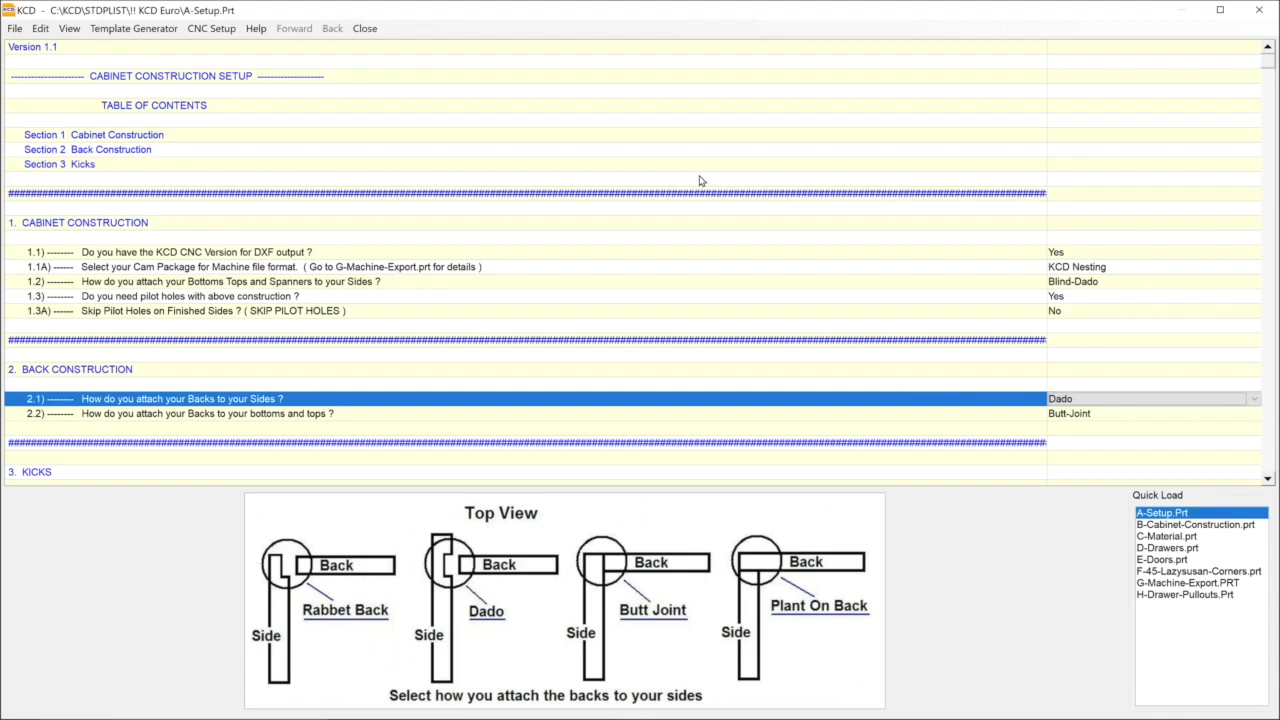 KCD - C:\KCD\STDPLIST\!! KCD Euro\A-Setup.Prt
File Edit View Template Generator CNC Setup Help Forward Back Close
Version 1.1
---------------------- CABINET CONSTRUCTION SETUP --------------------
TABLE OF CONTENTS
Section 1 Cabinet Construction
Section 2 Back Construction
Section 3 Kicks
1. CABINET CONSTRUCTION
1.1) -------- Do you have the KCD CNC Version for DXF output ? Yes
1.1A) ------ Select your Cam Package for Machine file format. ( Go to G-Machine-Export.prt for details ) KCD Nesting
1.2) -------- How do you attach your Bottoms Tops and Spanners to your Sides ? Blind-Dado
1.3) -------- Do you need pilot holes with above construction ? Yes
1.3A) ------ Skip Pilot Holes on Finished Sides ? ( SKIP PILOT HOLES ) No
2. BACK CONSTRUCTION
2.1) -------- How do you attach your Backs to your Sides ? Dado
2.2) -------- How do you attach your Backs to your bottoms and tops ? Butt-Joint
3. KICKS
Top View
Back Back Back Back
Rabbet Back Dado Butt Joint Plant On Back
Side Side Side Side
Select how you attach the backs to your sides
Quick Load
A-Setup.Prt
B-Cabinet-Construction.prt
C-Material.prt
D-Drawers.prt
E-Doors.prt
F-45-Lazysusan-Corners.prt
G-Machine-Export.PRT
H-Drawer-Pullouts.Prt